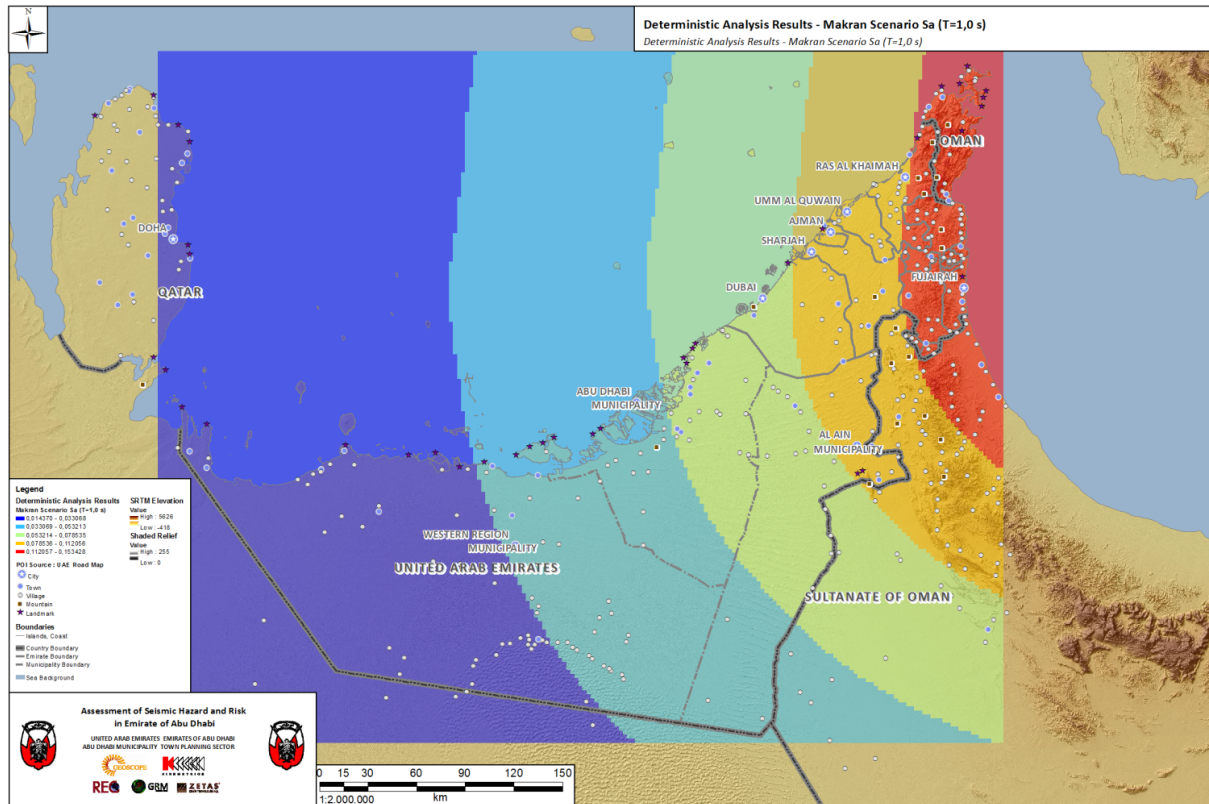 N
Deterministic Analysis Results - Makran Scenario Sa (T=1,0 s)
Deterministic Analysis Results - Makran Scenario Sa (T=1,0 s)
OMAN
RAS AL KHAIMAH
UMM AL QUWAIN
AJMAN
SHARJAH
DOHA
QATAR
FUJAIRAH
DUBAI
ABU DHABI
MUNICIPALITY
AL AIN
MUNICIPALITY
WESTERN REGION
MUNICIPALITY
UNITED ARAB EMIRATES
SULTANATE OF OMAN
Legend
Deterministic Analysis Results
Makran Scenario Sa (T=1,0 s)
0,014370 - 0,033068
0,033069 - 0,053213
0,053214 - 0,078535
0,078536 - 0,112056
0,112057 - 0,153428
SRTM Elevation
Value
High : 5626
Low : -418
Shaded Relief
Value
High : 255
Low : 0
POI Source : UAE Road Map
City
Town
Village
Mountain
Landmark
Boundaries
Islands, Coast
Country Boundary
Emirate Boundary
Municipality Boundary
Sea Background
Assessment of Seismic Hazard and Risk
in Emirate of Abu Dhabi
UNITED ARAB EMIRATES EMIRATES OF ABU DHABI
ABU DHABI MUNICIPALITY TOWN PLANNING SECTOR
GEOSCOPE
KINEMETRICS
GRM
ZETAS
0 15 30 60 90 120 150
1:2.000.000
km